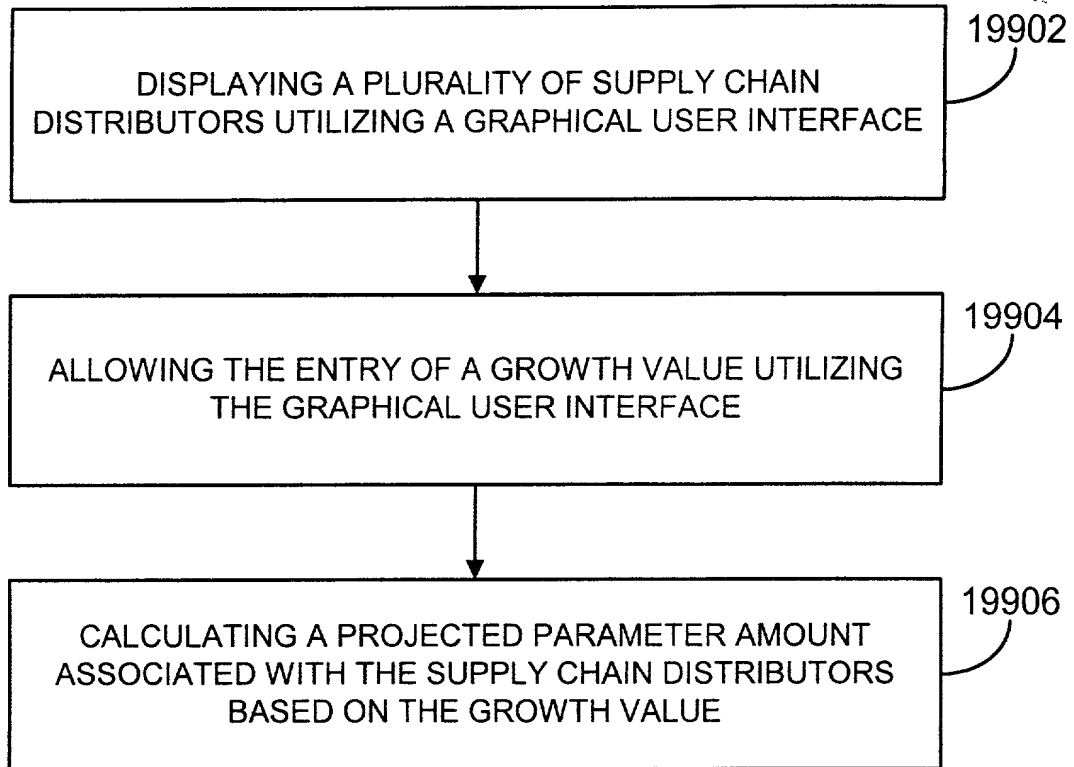 19902
DISPLAYING A PLURALITY OF SUPPLY CHAIN
DISTRIBUTORS UTILIZING A GRAPHICAL USER INTERFACE
19904
ALLOWING THE ENTRY OF A GROWTH VALUE UTILIZING
THE GRAPHICAL USER INTERFACE
19906
CALCULATING A PROJECTED PARAMETER AMOUNT
ASSOCIATED WITH THE SUPPLY CHAIN DISTRIBUTORS
BASED ON THE GROWTH VALUE